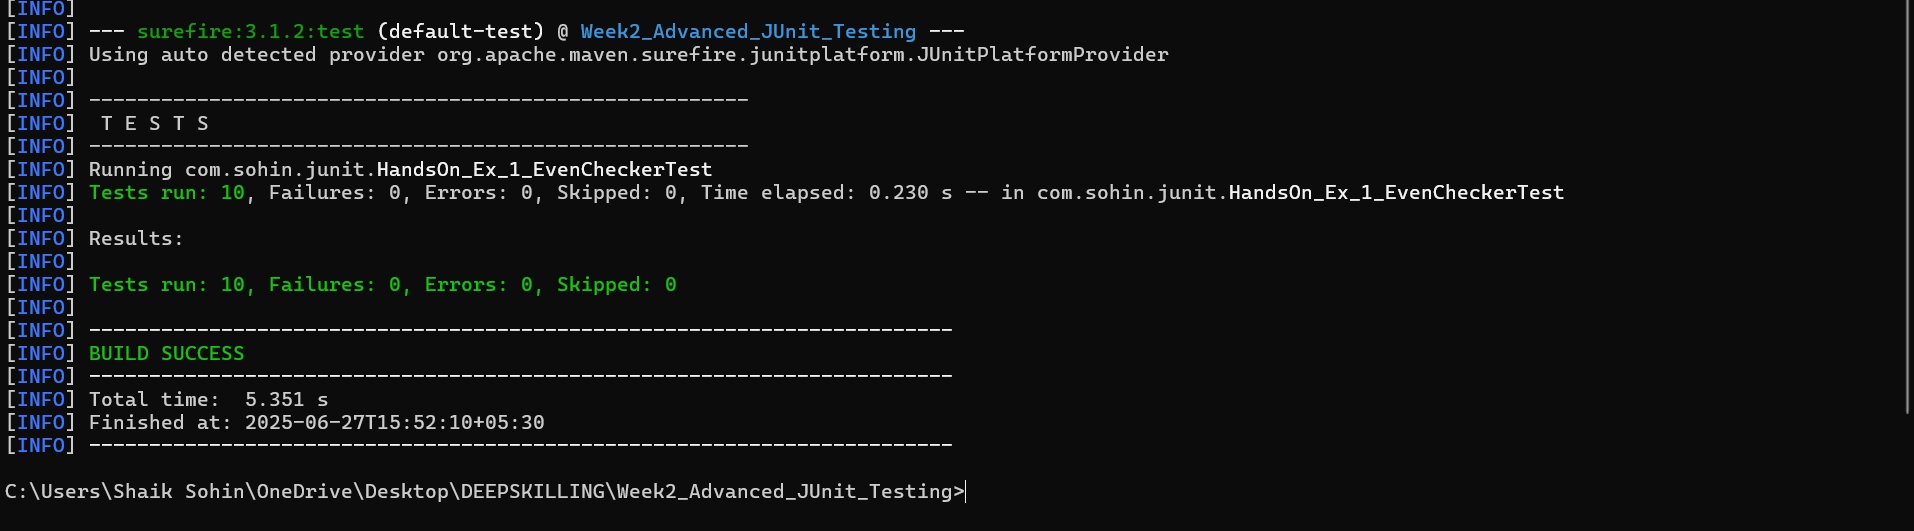 [INFO]
[INFO] --- surefire:3.1.2:test (default-test) @ Week2_Advanced_JUnit_Testing ---
[INFO] Using auto detected provider org.apache.maven.surefire.junitplatform.JUnitPlatformProvider
[INFO]
[INFO] -------------------------------------------------------
[INFO]  T E S T S
[INFO] -------------------------------------------------------
[INFO] Running com.sohin.junit.HandsOn_Ex_1_EvenCheckerTest
[INFO] Tests run: 10, Failures: 0, Errors: 0, Skipped: 0, Time elapsed: 0.230 s -- in com.sohin.junit.HandsOn_Ex_1_EvenCheckerTest
[INFO]
[INFO] Results:
[INFO]
[INFO] Tests run: 10, Failures: 0, Errors: 0, Skipped: 0
[INFO]
[INFO] ------------------------------------------------------------------------
[INFO] BUILD SUCCESS
[INFO] ------------------------------------------------------------------------
[INFO] Total time:  5.351 s
[INFO] Finished at: 2025-06-27T15:52:10+05:30
[INFO] ------------------------------------------------------------------------
C:\Users\Shaik Sohin\OneDrive\Desktop\DEEPSKILLING\Week2_Advanced_JUnit_Testing>